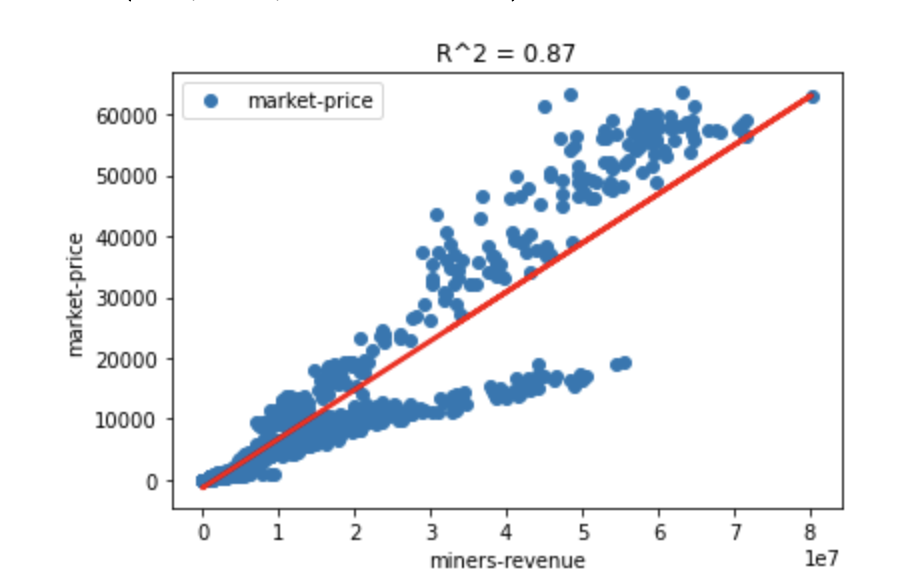 R^2 = 0.87
market-price
60000
50000
40000
30000
20000
10000
0
market-price
0 1 2 3 4 5 6 7 8
1e7
miners-revenue